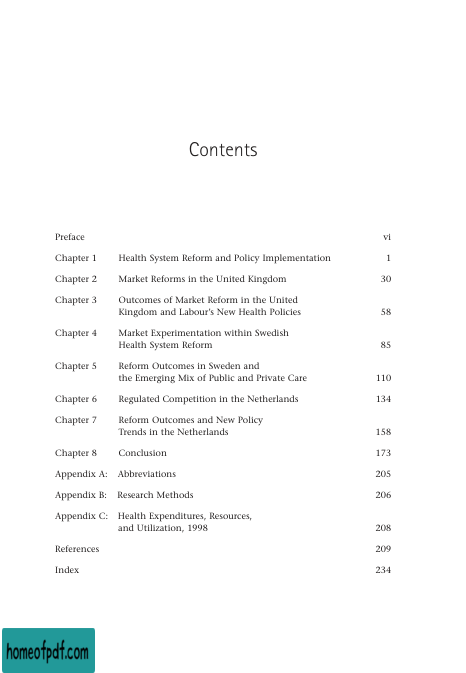 Contents
Preface vi
Chapter 1 Health System Reform and Policy Implementation 1
Chapter 2 Market Reforms in the United Kingdom 30
Chapter 3 Outcomes of Market Reform in the United
Kingdom and Labour's New Health Policies 58
Chapter 4 Market Experimentation within Swedish
Health System Reform 85
Chapter 5 Reform Outcomes in Sweden and
the Emerging Mix of Public and Private Care 110
Chapter 6 Regulated Competition in the Netherlands 134
Chapter 7 Reform Outcomes and New Policy
Trends in the Netherlands 158
Chapter 8 Conclusion 173
Appendix A: Abbreviations 205
Appendix B: Research Methods 206
Appendix C: Health Expenditures, Resources,
and Utilization, 1998 208
References 209
Index 234
homeofpdf.com